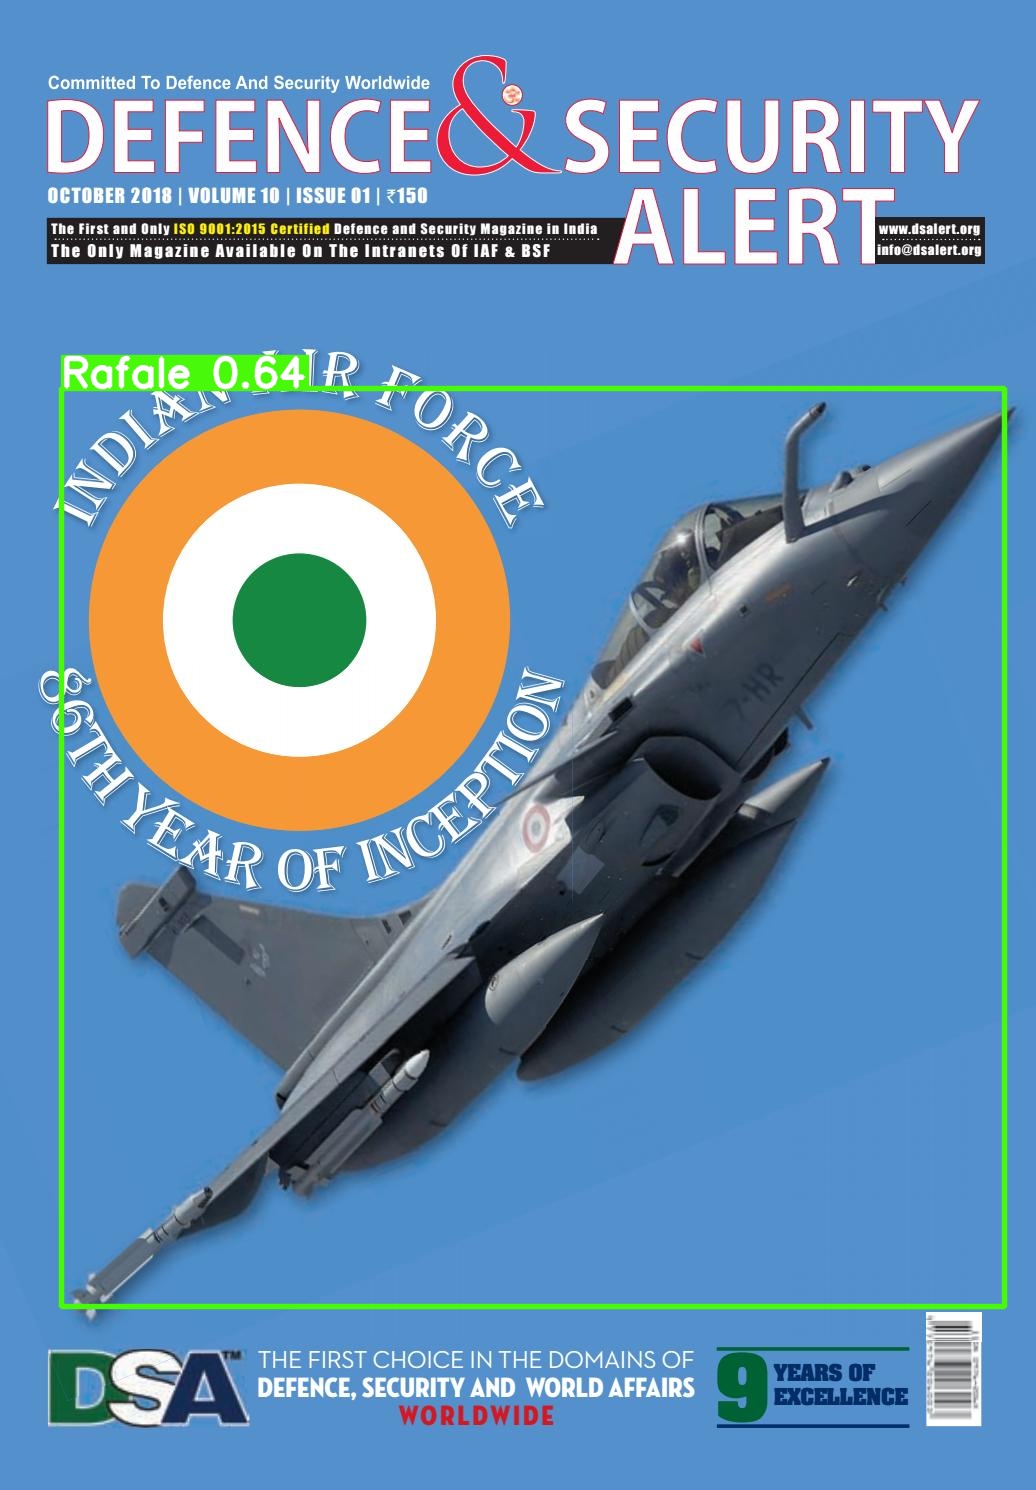 Committed To Defence And Security Worldwide
DEFENCE & SECURITY
ALERT
OCTOBER 2018 | VOLUME 10 | ISSUE 01 | ₹150
The First and Only ISO 9001:2015 Certified Defence and Security Magazine in India
The Only Magazine Available On The Intranets Of IAF & BSF
www.dsalert.org
info@dsalert.org
Rafale 0.64
INDIAN AIR FORCE
86TH YEAR OF INCEPTION
7-HR
DSA™
THE FIRST CHOICE IN THE DOMAINS OF
DEFENCE, SECURITY AND WORLD AFFAIRS
WORLDWIDE
9 YEARS OF
EXCELLENCE